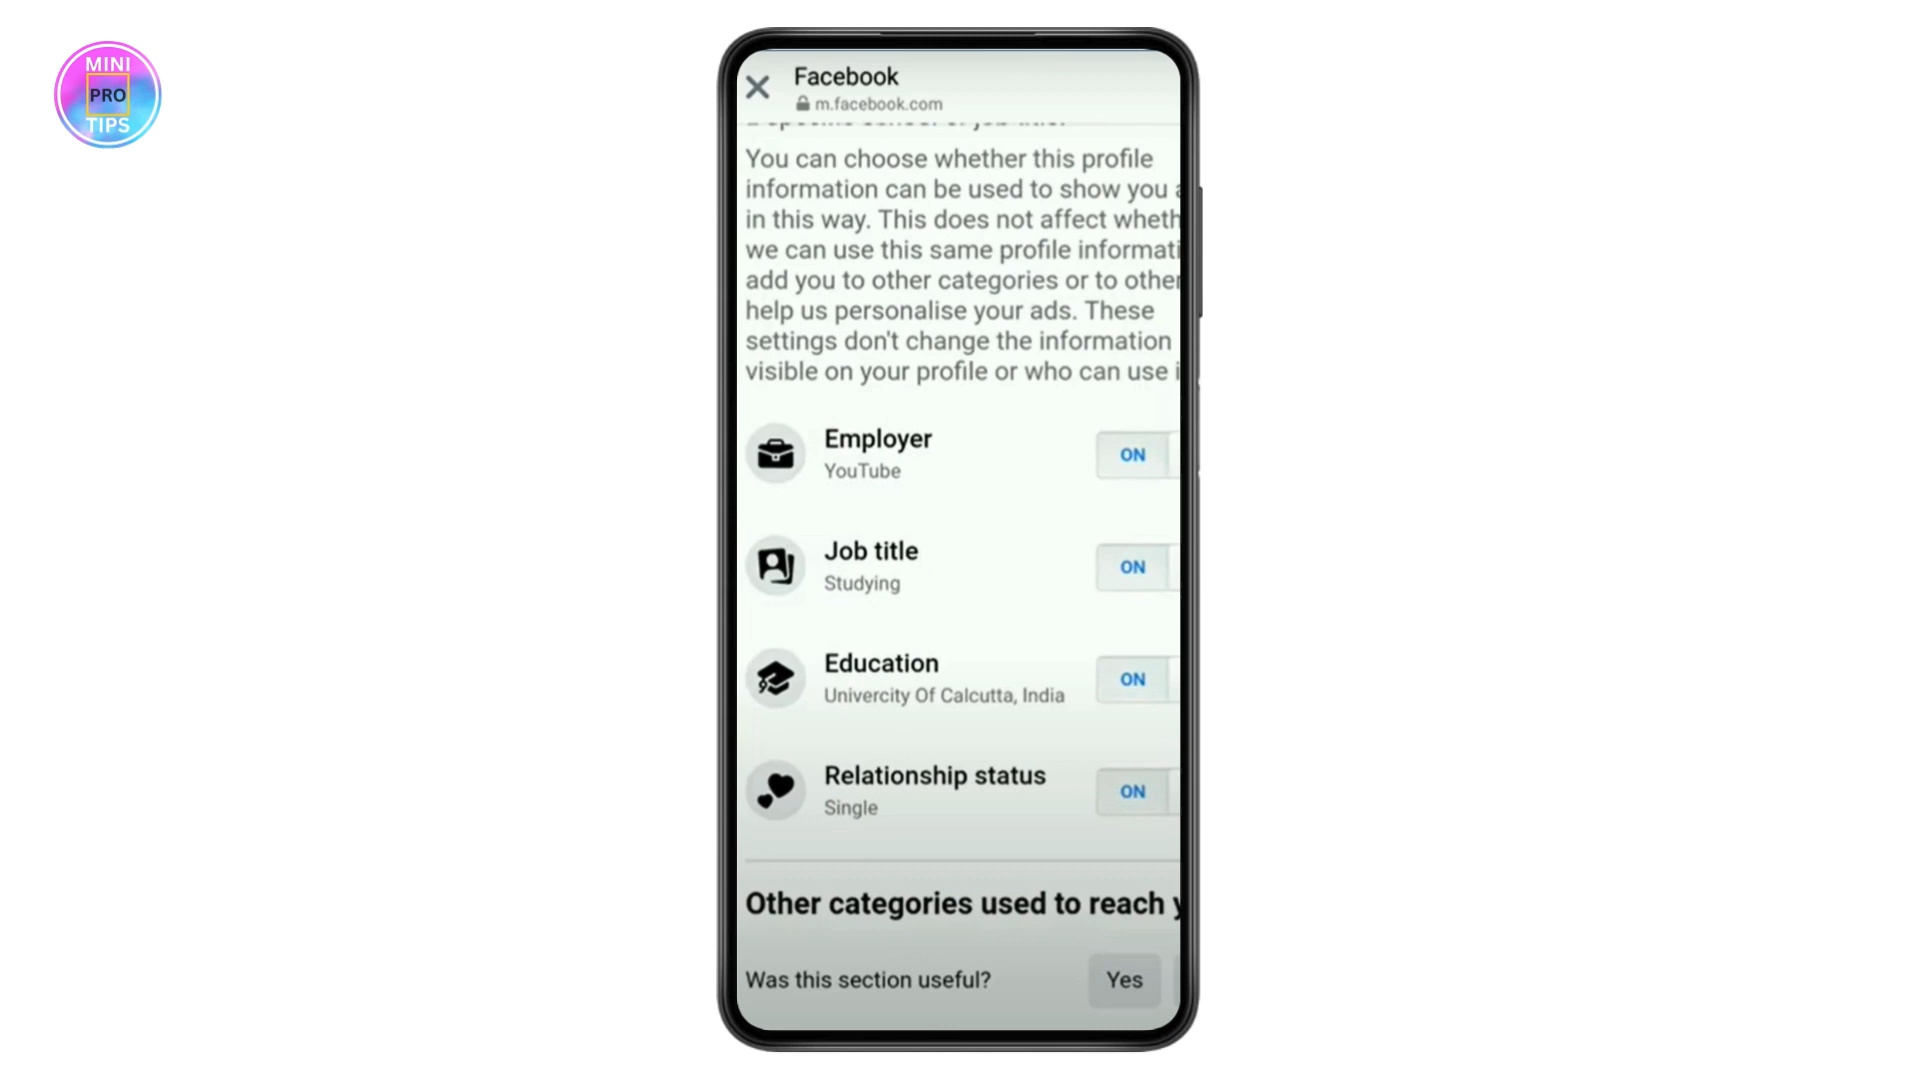 MINI
PRO
TIPS
Facebook
m.facebook.com
You can choose whether this profile
information can be used to show you
in this way. This does not affect wheth
we can use this same profile informati
add you to other categories or to other
help us personalise your ads. These
settings don't change the information
visible on your profile or who can use i
Employer
YouTube
ON
Job title
Studying
ON
Education
Univercity Of Calcutta, India
ON
Relationship status
Single
ON
Other categories used to reach y
Was this section useful?
Yes